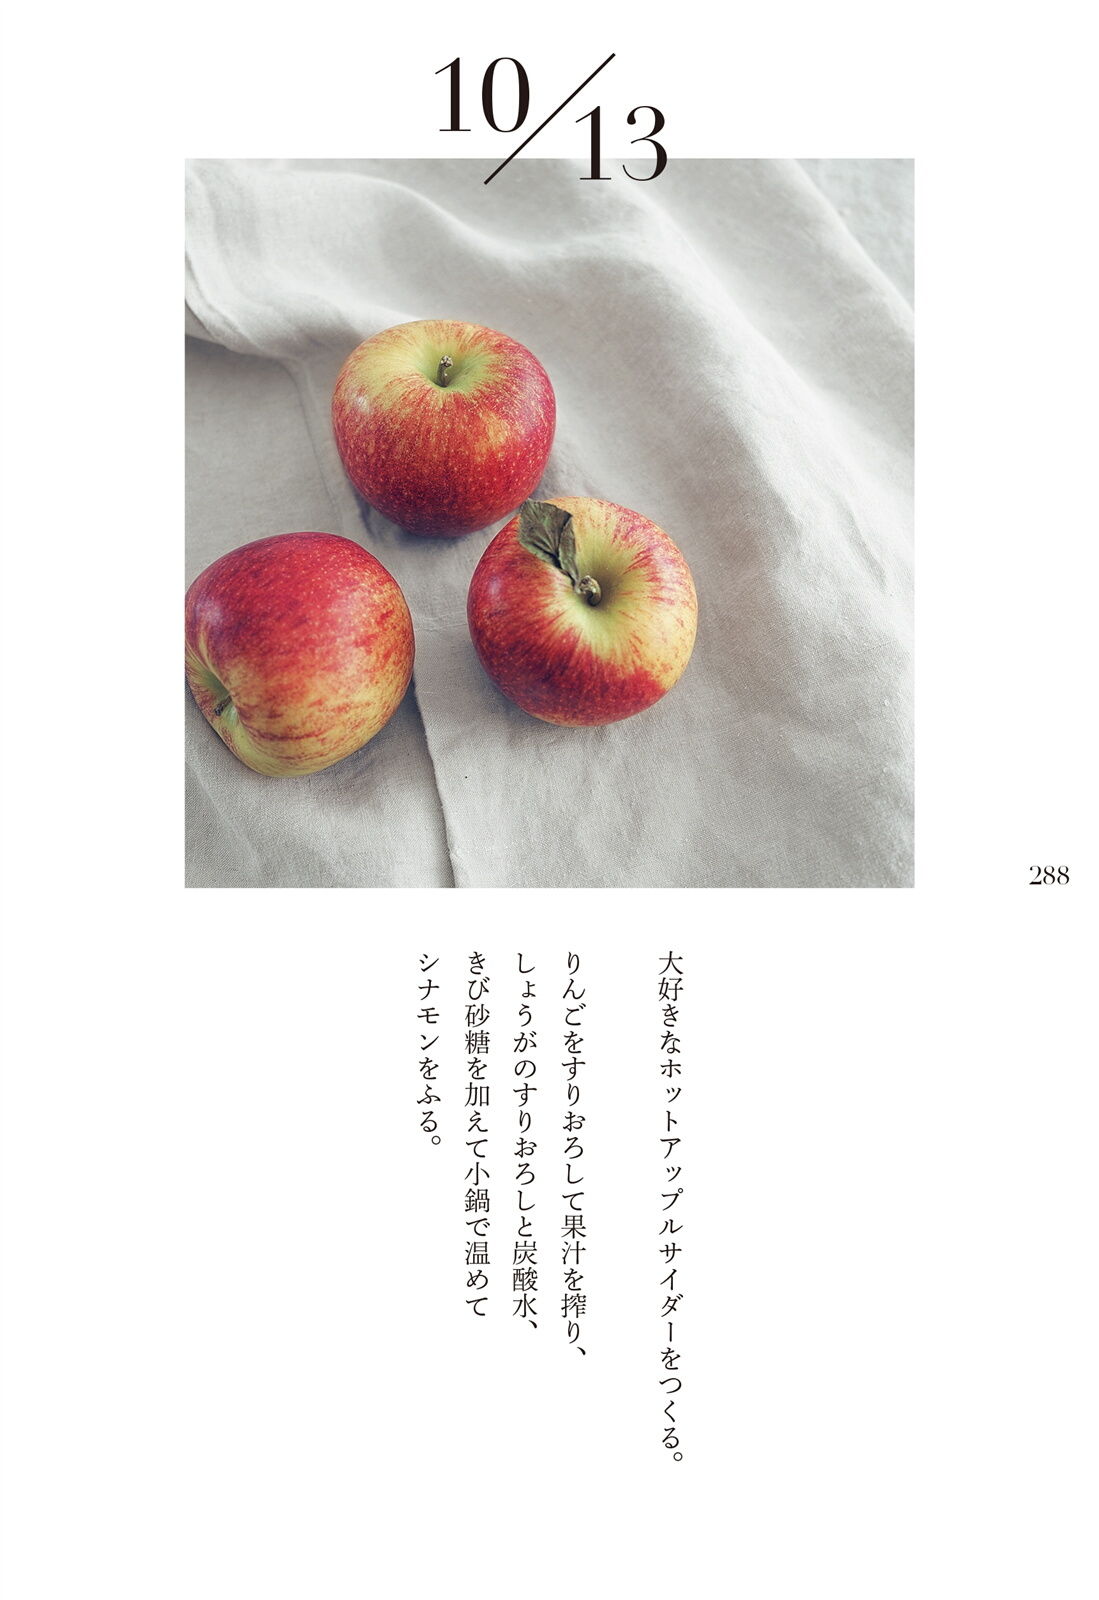 10/13
288
大好きなホットアップルサイダーをつくる。
りんごをすりおろして果汁を搾り、
しょうがのすりおろしと炭酸水、
きび砂糖を加えて小鍋で温めて
シナモンをふる。